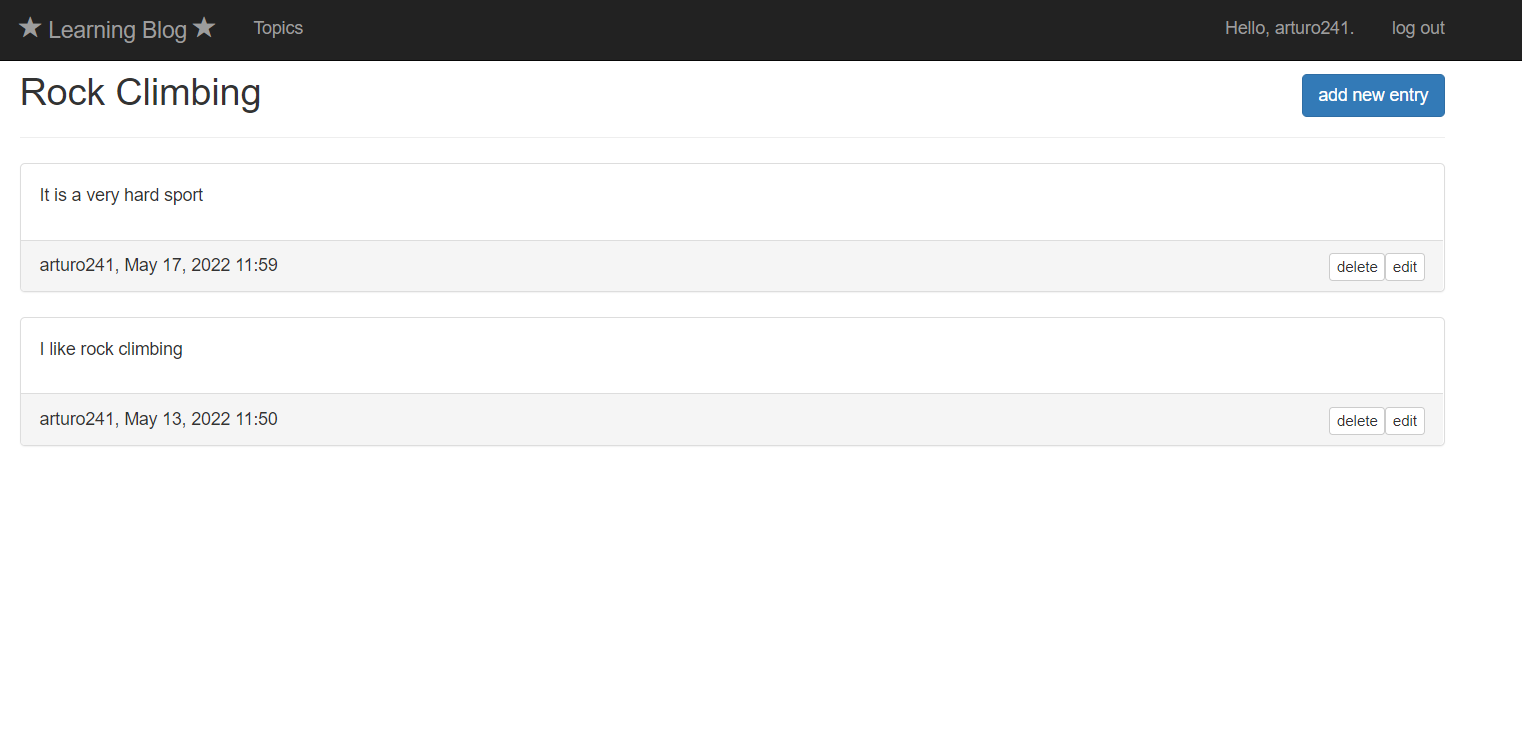 ★ Learning Blog ★ Topics Hello, arturo241. log out
Rock Climbing add new entry
It is a very hard sport
arturo241, May 17, 2022 11:59 delete edit
I like rock climbing
arturo241, May 13, 2022 11:50 delete edit